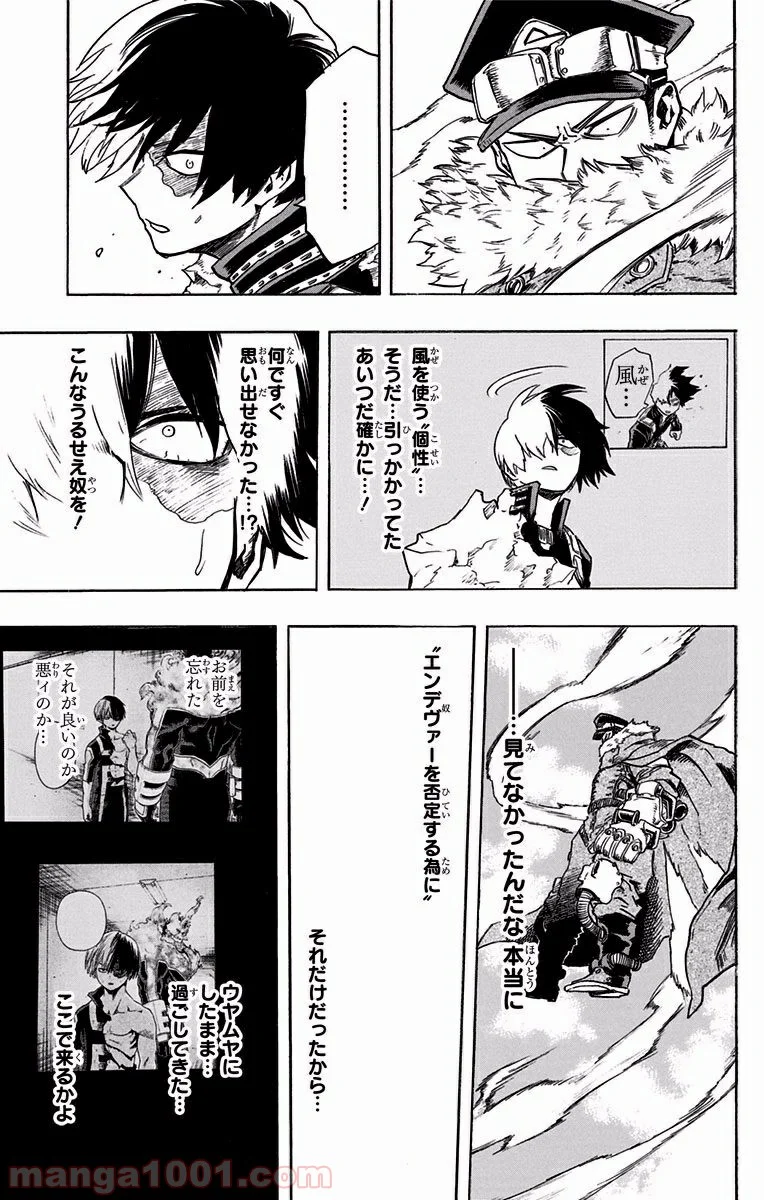 …………
風…
風を使う“個性”…
そうだ…引っかかってた
あいつだ確かに…！
何ですぐ
思い出せなかった…！？
こんなうるせえ奴を！
――…見てなかったんだな本当に
“エンデヴァーを否定する為に”
それだけだったから…
お前を
忘れた
それが良いのか
悪ィのか…
ウヤムヤに
したまま…
過ごしてきた…
ここで来るかよ
manga1001.com